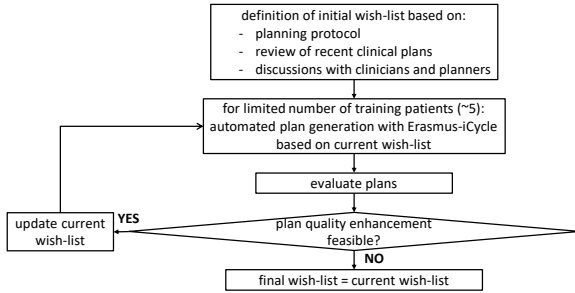 definition of initial wish-list based on:
- planning protocol
- review of recent clinical plans
- discussions with clinicians and planners
for limited number of training patients (~5):
automated plan generation with Erasmus-iCycle
based on current wish-list
evaluate plans
plan quality enhancement
feasible?
YES
update current
wish-list
NO
final wish-list = current wish-list